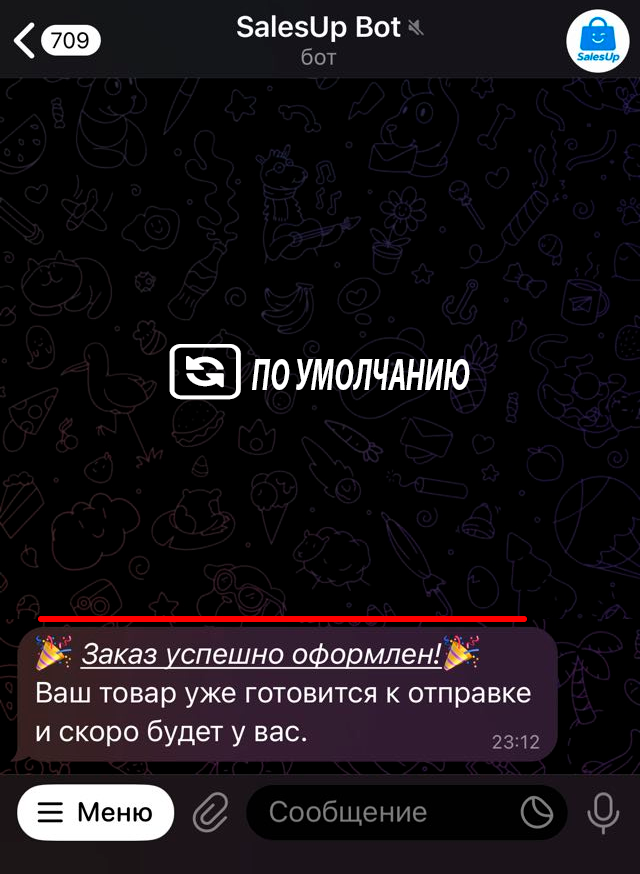 709
SalesUp Bot
бот
SalesUp
ПО УМОЛЧАНИЮ
🎉 Заказ успешно оформлен!🎉
Ваш товар уже готовится к отправке
и скоро будет у вас.
23:12
Меню
Сообщение